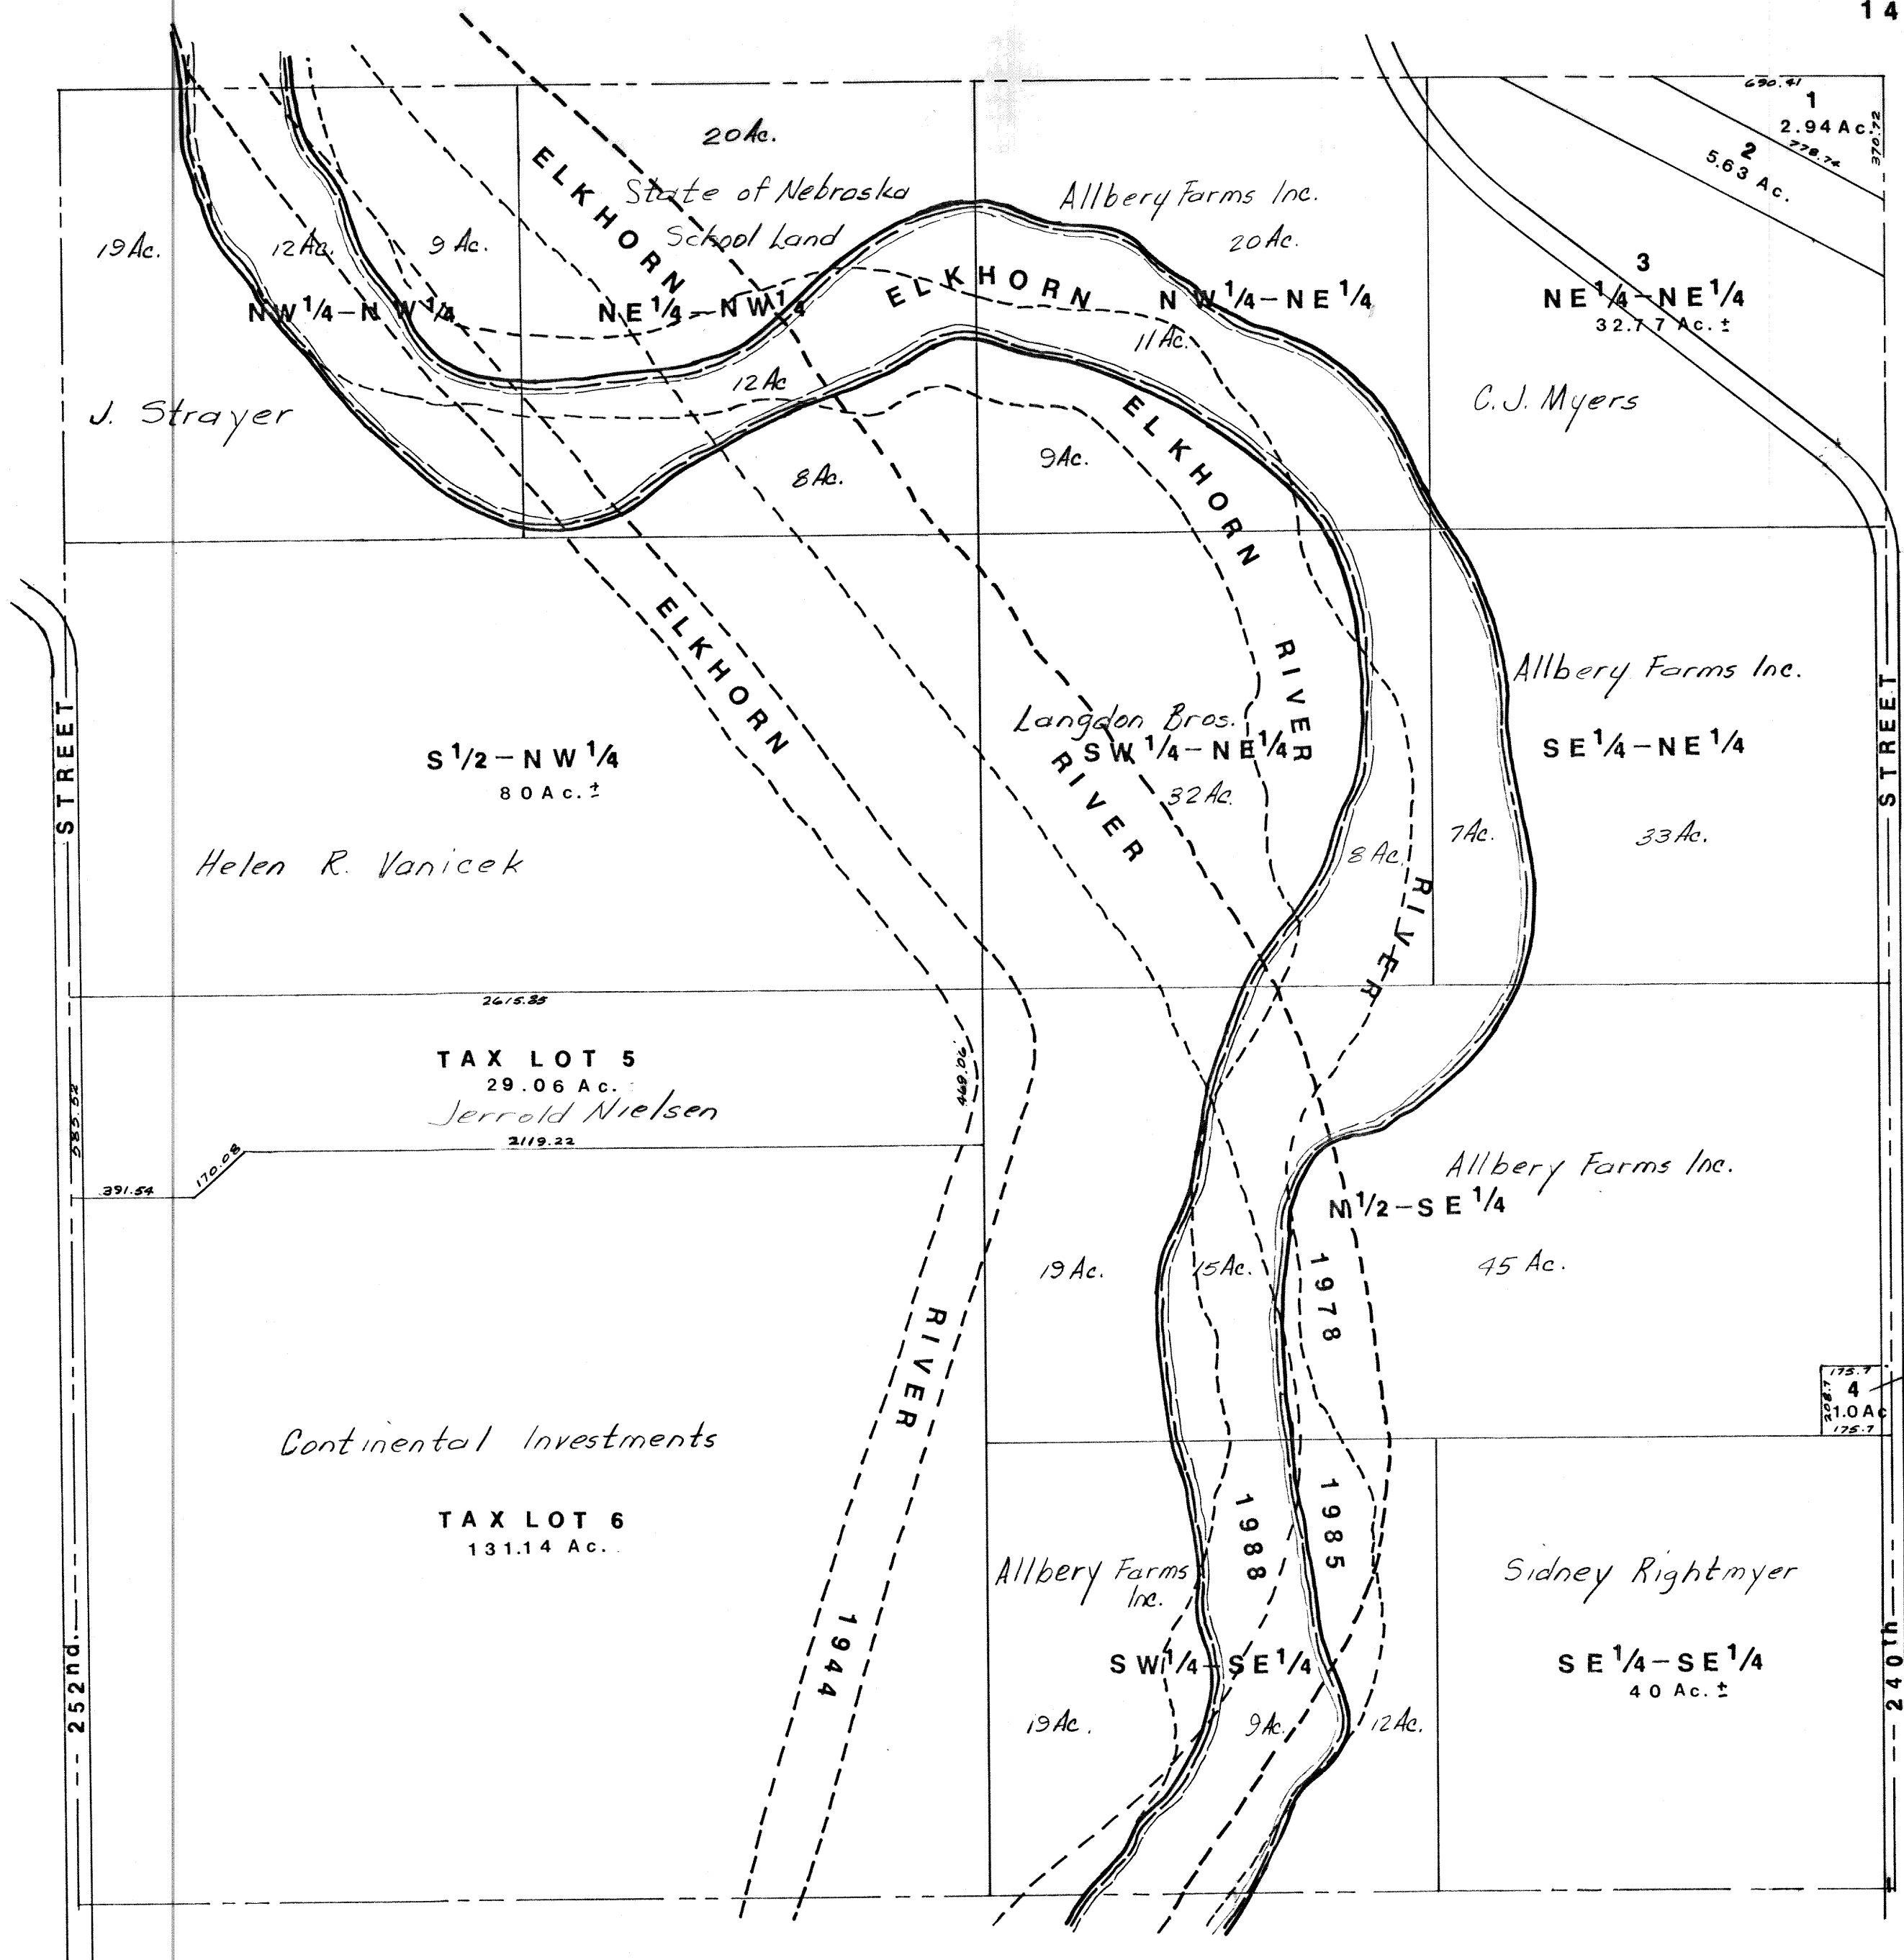 14
690.41
1
2.94 Ac.
370.72
778.74
2
5.63 Ac.
20 Ac.
State of Nebraska
School Land
Allbery Farms Inc.
20 Ac.
19 Ac.
12 Ac.
9 Ac.
ELKHORN
ELKHORN
3
NW 1/4 – NW 1/4
NE 1/4 – NW 1/4
NW 1/4 – NE 1/4
NE 1/4 – NE 1/4
32.77 Ac. ±
11 Ac.
12 Ac
J. Strayer
C.J. Myers
ELKHORN
9 Ac.
8 Ac.
ELKHORN
RIVER
Allbery Farms Inc.
Langdon Bros.
SW 1/4 – NE 1/4
SE 1/4 – NE 1/4
S 1/2 – NW 1/4
80 Ac. ±
RIVER
32 Ac.
8 Ac.
7 Ac.
33 Ac.
STREET
STREET
Helen R. Vanicek
RIVER
2615.85
TAX LOT 5
29.06 Ac.
Jerrold Nielsen
469.06'
585.52
2119.22
170.08
391.54
Allbery Farms Inc.
N 1/2 – SE 1/4
19 Ac.
15 Ac.
45 Ac.
1978
RIVER
175.7
4
208.7
1.0 Ac
175.7
Continental Investments
TAX LOT 6
131.14 Ac.
1988
1985
Allbery Farms
Inc.
Sidney Rightmyer
1944
SW 1/4 – SE 1/4
SE 1/4 – SE 1/4
40 Ac. ±
252nd.
240th
19 Ac.
9 Ac.
12 Ac.